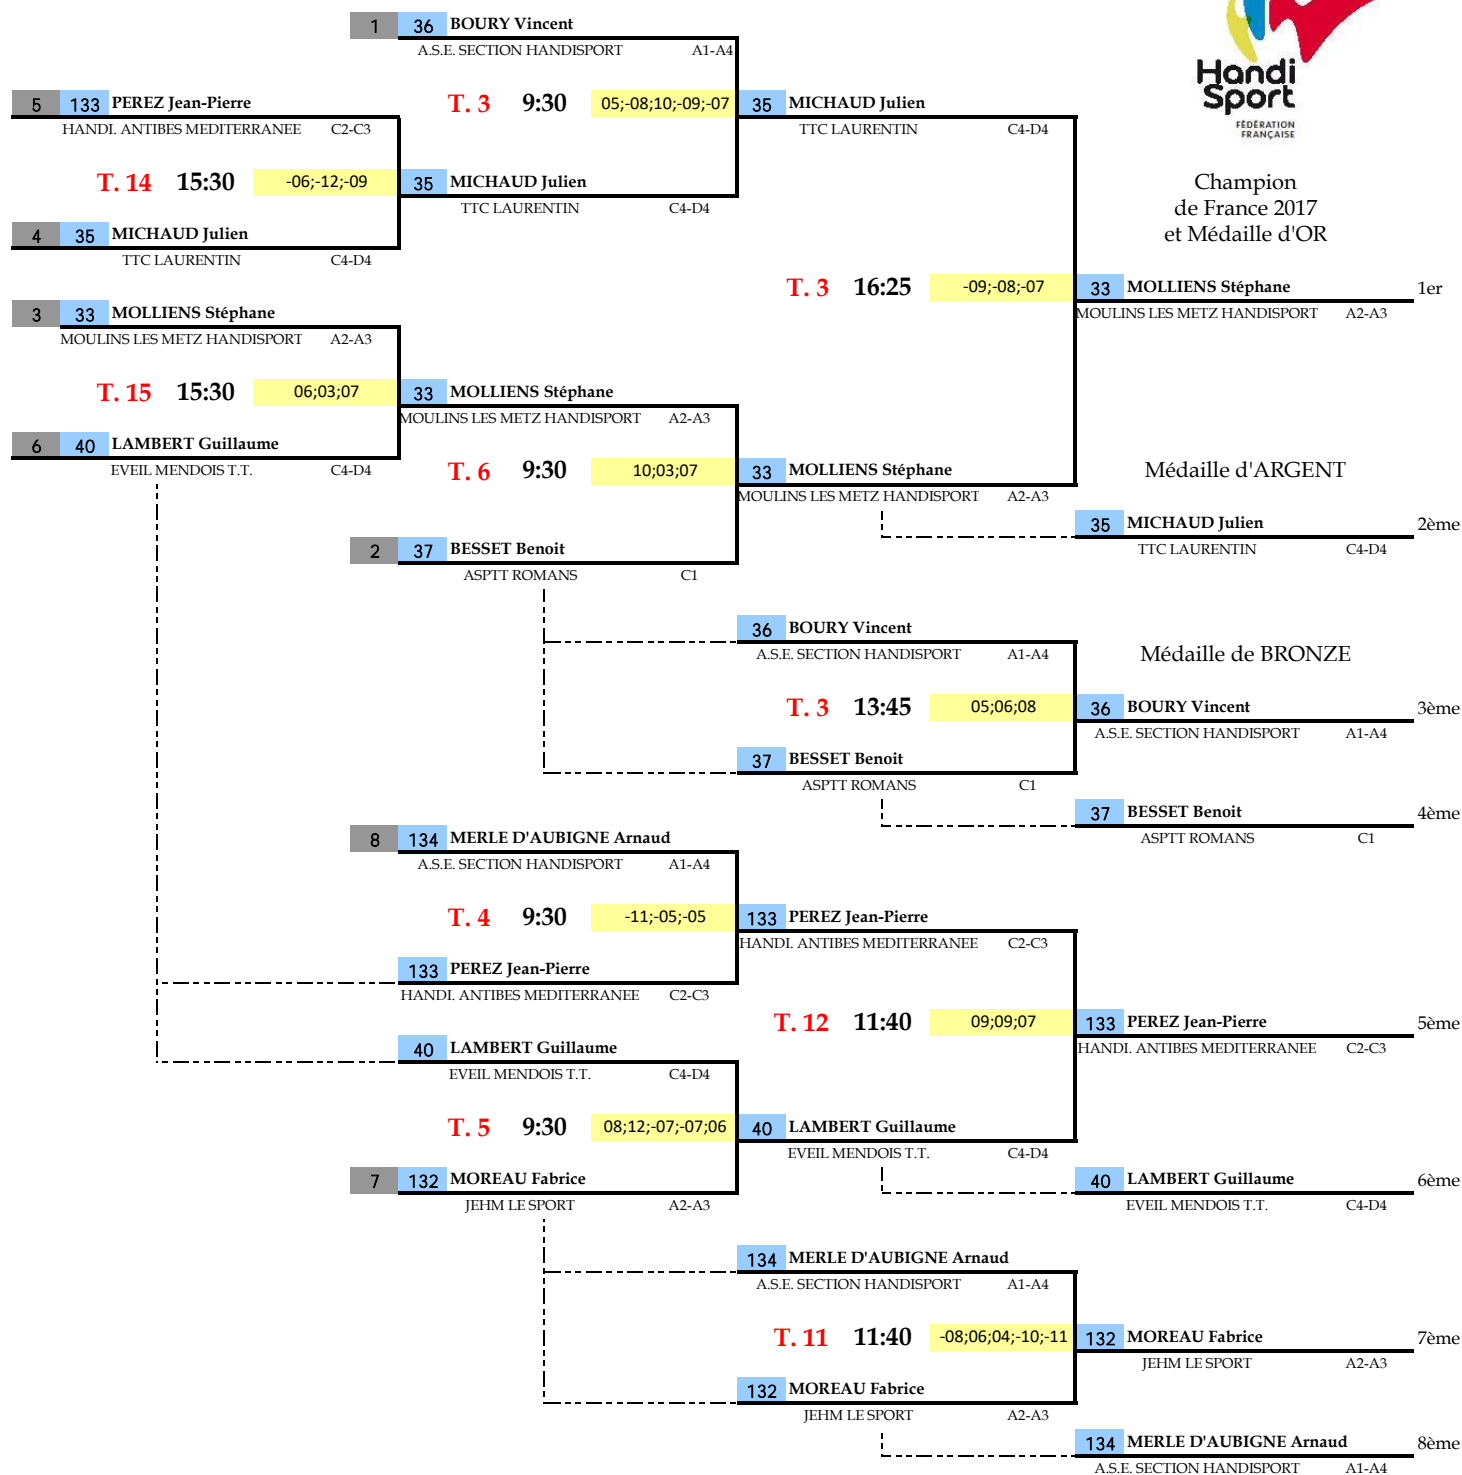 1 36 BOURY Vincent
A.S.E. SECTION HANDISPORT A1-A4
Handi
Sport
FÉDÉRATION
FRANÇAISE
5 133 PEREZ Jean-Pierre
HANDI. ANTIBES MEDITERRANEE C2-C3
T. 3 9:30 05;-08;10;-09;-07
35 MICHAUD Julien
TTC LAURENTIN C4-D4
T. 14 15:30 -06;-12;-09
35 MICHAUD Julien
TTC LAURENTIN C4-D4
Champion
de France 2017
et Médaille d'OR
4 35 MICHAUD Julien
TTC LAURENTIN C4-D4
T. 3 16:25 -09;-08;-07
33 MOLLIENS Stéphane 1er
MOULINS LES METZ HANDISPORT A2-A3
3 33 MOLLIENS Stéphane
MOULINS LES METZ HANDISPORT A2-A3
T. 15 15:30 06;03;07
33 MOLLIENS Stéphane
MOULINS LES METZ HANDISPORT A2-A3
6 40 LAMBERT Guillaume
EVEIL MENDOIS T.T. C4-D4
T. 6 9:30 10;03;07
33 MOLLIENS Stéphane
MOULINS LES METZ HANDISPORT A2-A3
Médaille d'ARGENT
35 MICHAUD Julien 2ème
TTC LAURENTIN C4-D4
2 37 BESSET Benoit
ASPTT ROMANS C1
36 BOURY Vincent
A.S.E. SECTION HANDISPORT A1-A4
Médaille de BRONZE
T. 3 13:45 05;06;08
36 BOURY Vincent 3ème
A.S.E. SECTION HANDISPORT A1-A4
37 BESSET Benoit
ASPTT ROMANS C1
37 BESSET Benoit 4ème
ASPTT ROMANS C1
8 134 MERLE D'AUBIGNE Arnaud
A.S.E. SECTION HANDISPORT A1-A4
T. 4 9:30 -11;-05;-05
133 PEREZ Jean-Pierre
HANDI. ANTIBES MEDITERRANEE C2-C3
133 PEREZ Jean-Pierre
HANDI. ANTIBES MEDITERRANEE C2-C3
T. 12 11:40 09;09;07
133 PEREZ Jean-Pierre 5ème
HANDI. ANTIBES MEDITERRANEE C2-C3
40 LAMBERT Guillaume
EVEIL MENDOIS T.T. C4-D4
T. 5 9:30 08;12;-07;-07;06
40 LAMBERT Guillaume
EVEIL MENDOIS T.T. C4-D4
7 132 MOREAU Fabrice
JEHM LE SPORT A2-A3
40 LAMBERT Guillaume 6ème
EVEIL MENDOIS T.T. C4-D4
134 MERLE D'AUBIGNE Arnaud
A.S.E. SECTION HANDISPORT A1-A4
T. 11 11:40 -08;06;04;-10;-11
132 MOREAU Fabrice 7ème
JEHM LE SPORT A2-A3
132 MOREAU Fabrice
JEHM LE SPORT A2-A3
134 MERLE D'AUBIGNE Arnaud 8ème
A.S.E. SECTION HANDISPORT A1-A4